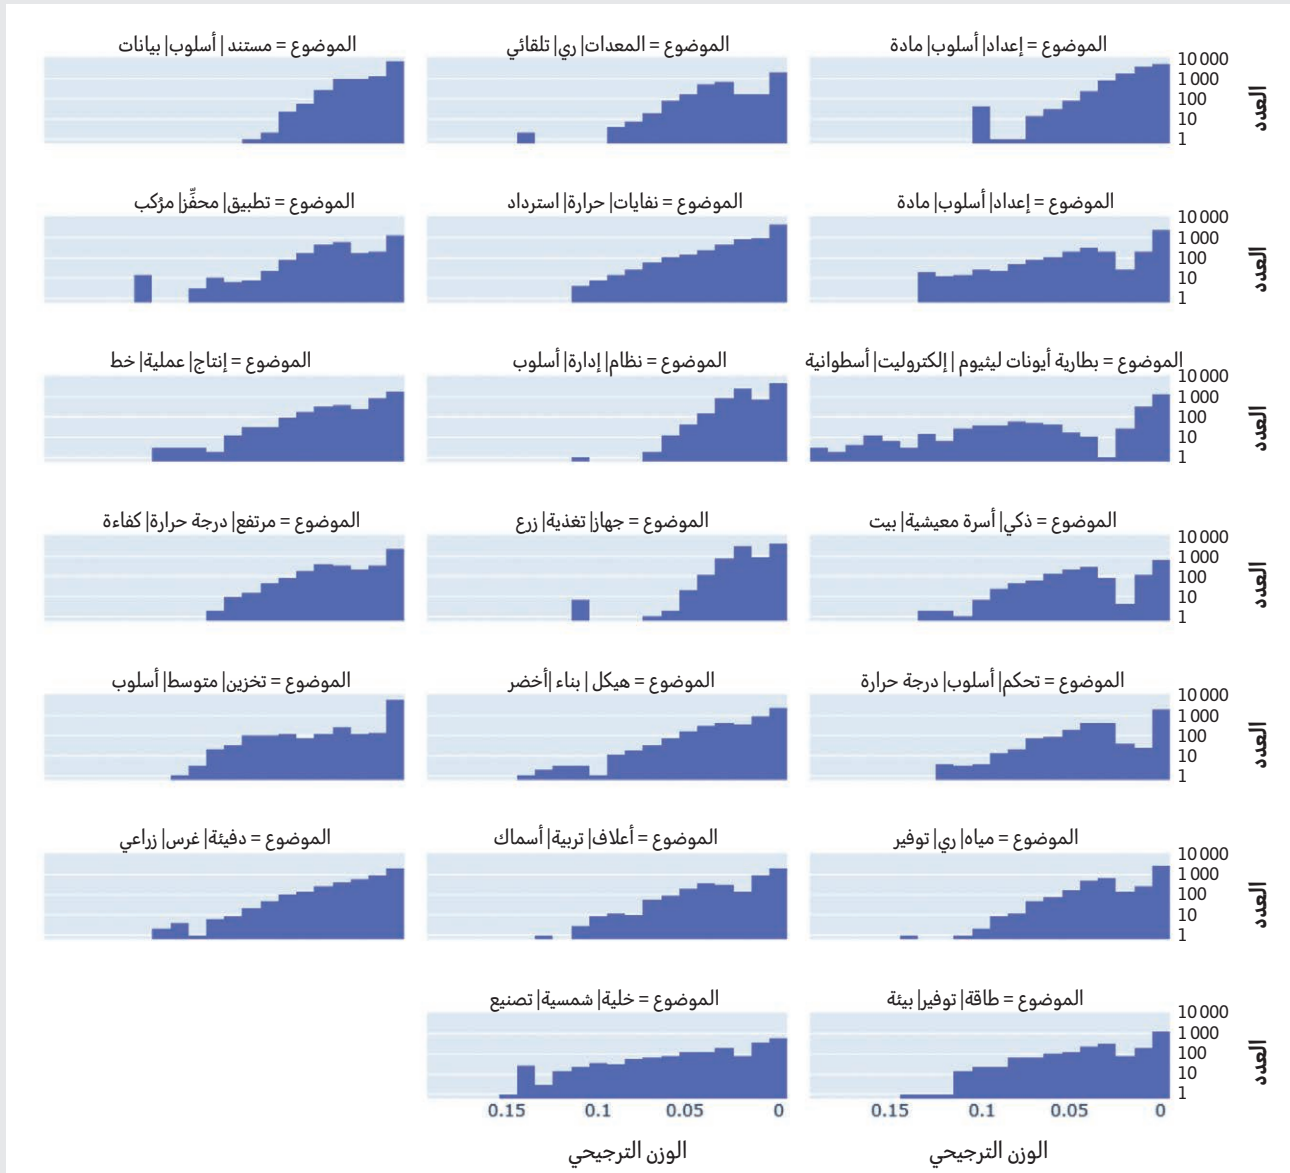 الموضوع = إعداد|أسلوب| مادة
الموضوع = المعدات| ري| تلقائي
الموضوع = مستند | أسلوب| بيانات
10 000
1 000
100
10
1
العدد
الموضوع = إعداد|أسلوب| مادة
الموضوع = نفايات| حرارة| استرداد
الموضوع = تطبيق| محفِّز| مرُكب
10 000
1 000
100
10
1
العدد
الموضوع = بطارية أيونات ليثيوم | إلكتروليت| أسطوانية
الموضوع = نظام| إدارة| أسلوب
الموضوع = إنتاج| عملية| خط
10 000
1 000
100
10
1
العدد
الموضوع = ذكي| أسرة معيشية| بيت
الموضوع = جهاز| تغذية| زرع
الموضوع = مرتفع| درجة حرارة| كفاءة
10 000
1 000
100
10
1
العدد
الموضوع = تحكم| أسلوب| درجة حرارة
الموضوع = هيكل | بناء |أخضر
الموضوع = تخزين| متوسط| أسلوب
10 000
1 000
100
10
1
العدد
الموضوع = مياه| ري| توفير
الموضوع = أعلاف| تربية| أسماك
الموضوع = دفيئة| غرس| زراعي
10 000
1 000
100
10
1
العدد
الموضوع = طاقة| توفير| بيئة
الموضوع = خلية| شمسية| تصنيع
10 000
1 000
100
10
1
العدد
0.15 0.1 0.05 0
0.15 0.1 0.05 0
الوزن الترجيحي
الوزن الترجيحي